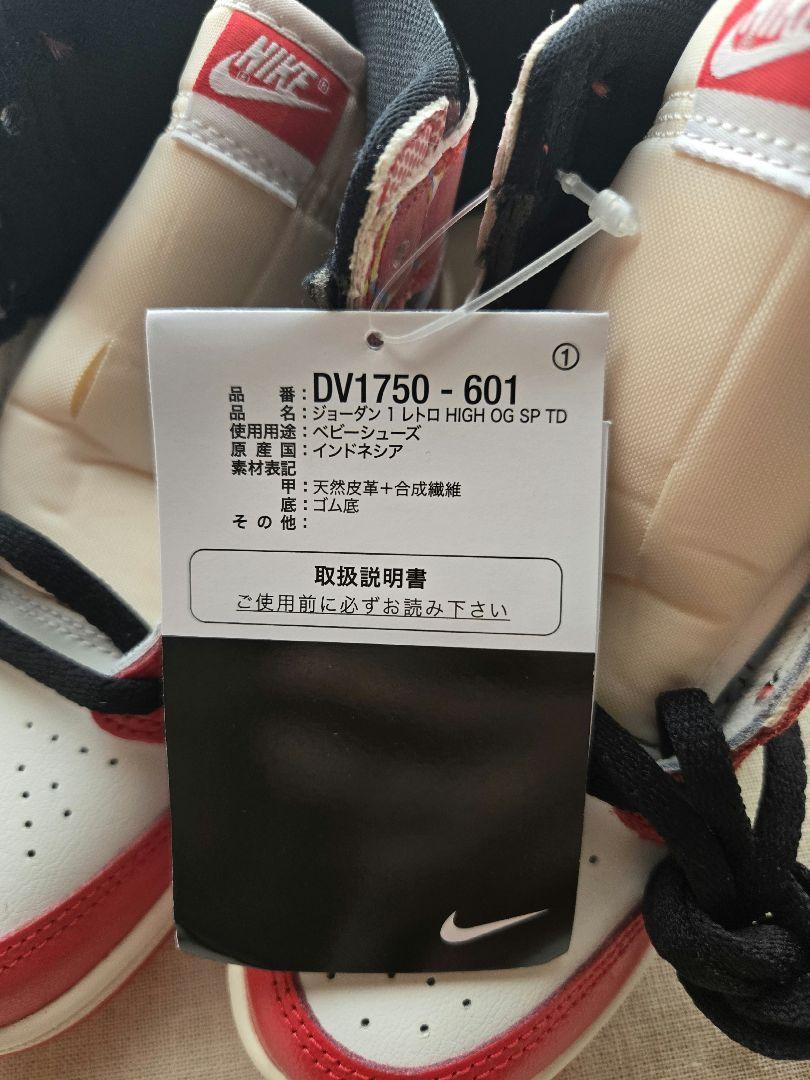 NIKE ®
NIKE
①
品番：DV1750 - 601
品名：ジョーダン 1 レトロ HIGH OG SP TD
使用用途：ベビーシューズ
原産国：インドネシア
素材表記
甲：天然皮革＋合成繊維
底：ゴム底
その他：
取扱説明書
ご使用前に必ずお読み下さい